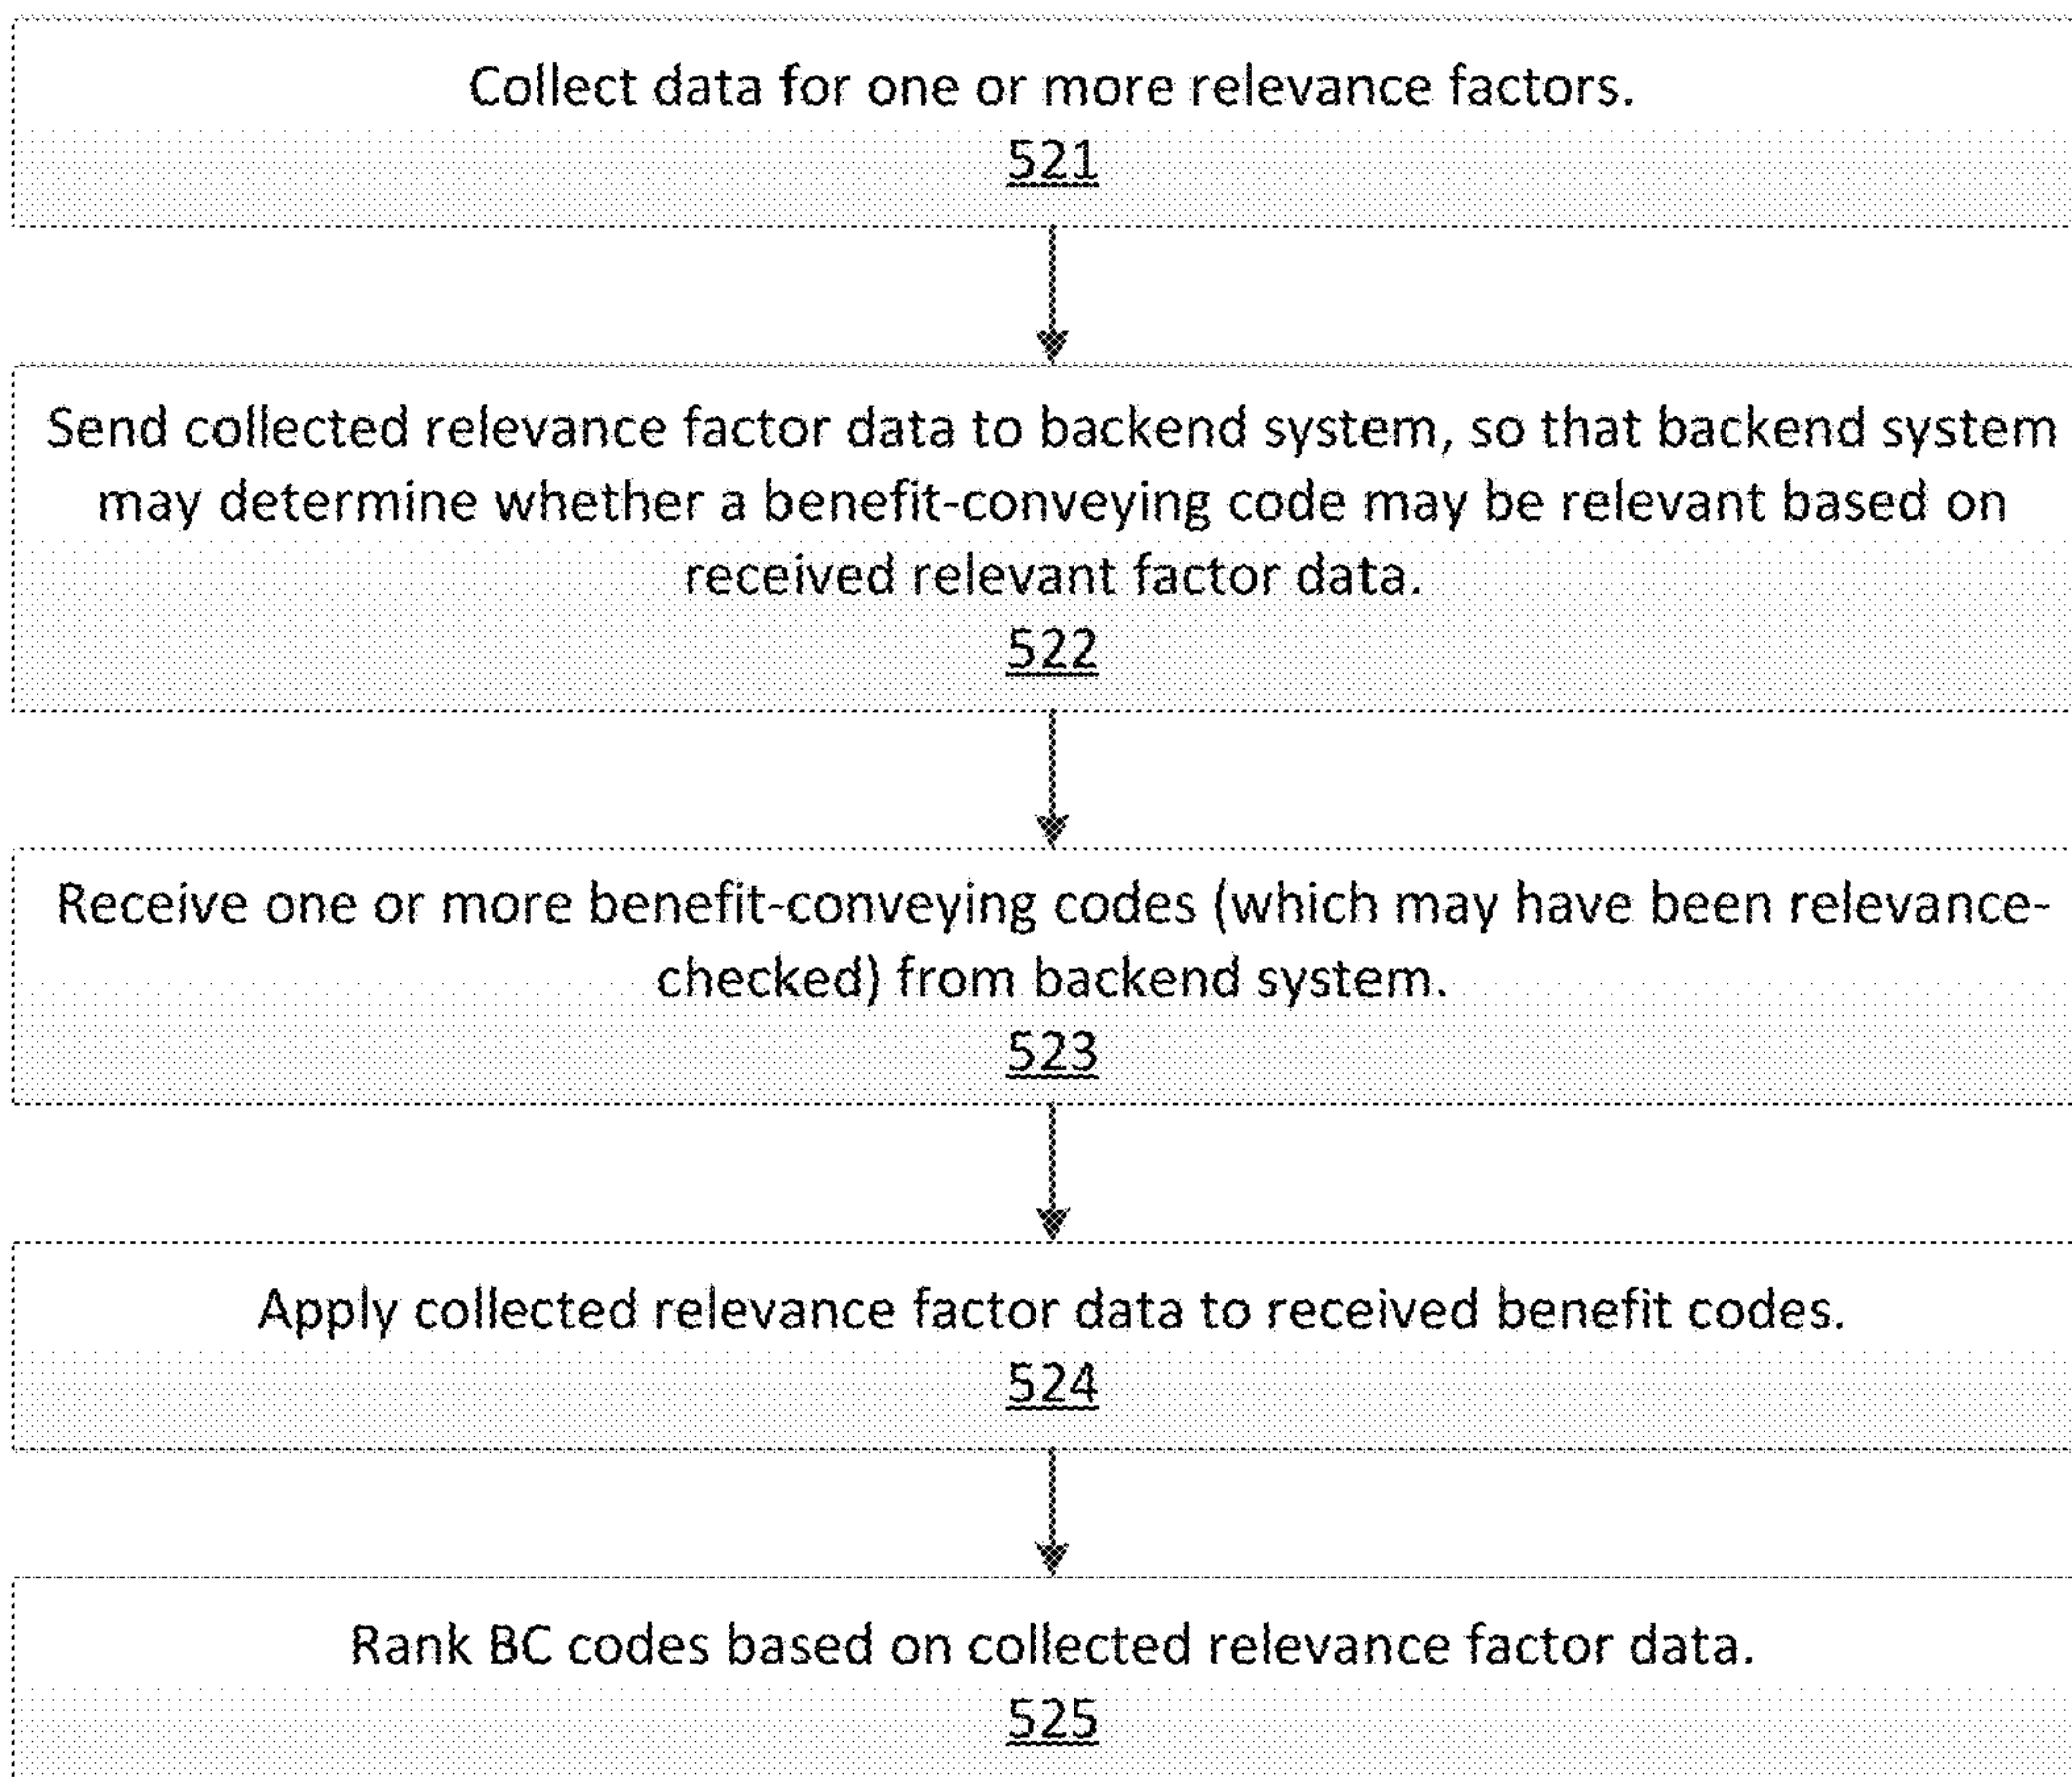 Collect data for one or more relevance factors.
521
Send collected relevance factor data to backend system, so that backend system
may determine whether a benefit-conveying code may be relevant based on
received relevant factor data.
522
Receive one or more benefit-conveying codes (which may have been relevance-
checked) from backend system.
523
Apply collected relevance factor data to received benefit codes.
524
Rank BC codes based on collected relevance factor data.
525